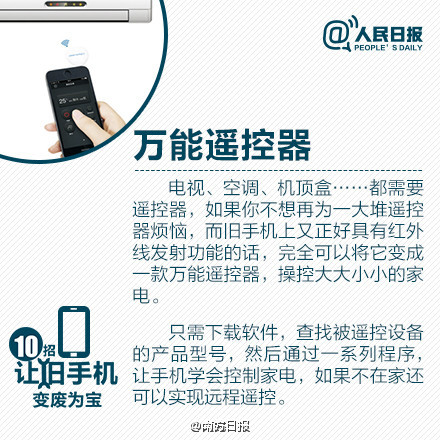 @人民日报
PEOPLE'S DAILY
25°
万能遥控器
电视、空调、机顶盒……都需要
遥控器，如果你不想再为一大堆遥控
器烦恼，而旧手机上又正好具有红外
线发射功能的话，完全可以将它变成
一款万能遥控器，操控大大小小的家
电。
只需下载软件，查找被遥控设备
的产品型号，然后通过一系列程序，
让手机学会控制家电，如果不在家还
可以实现远程遥控。
10招
让旧手机
变废为宝
@南方日报